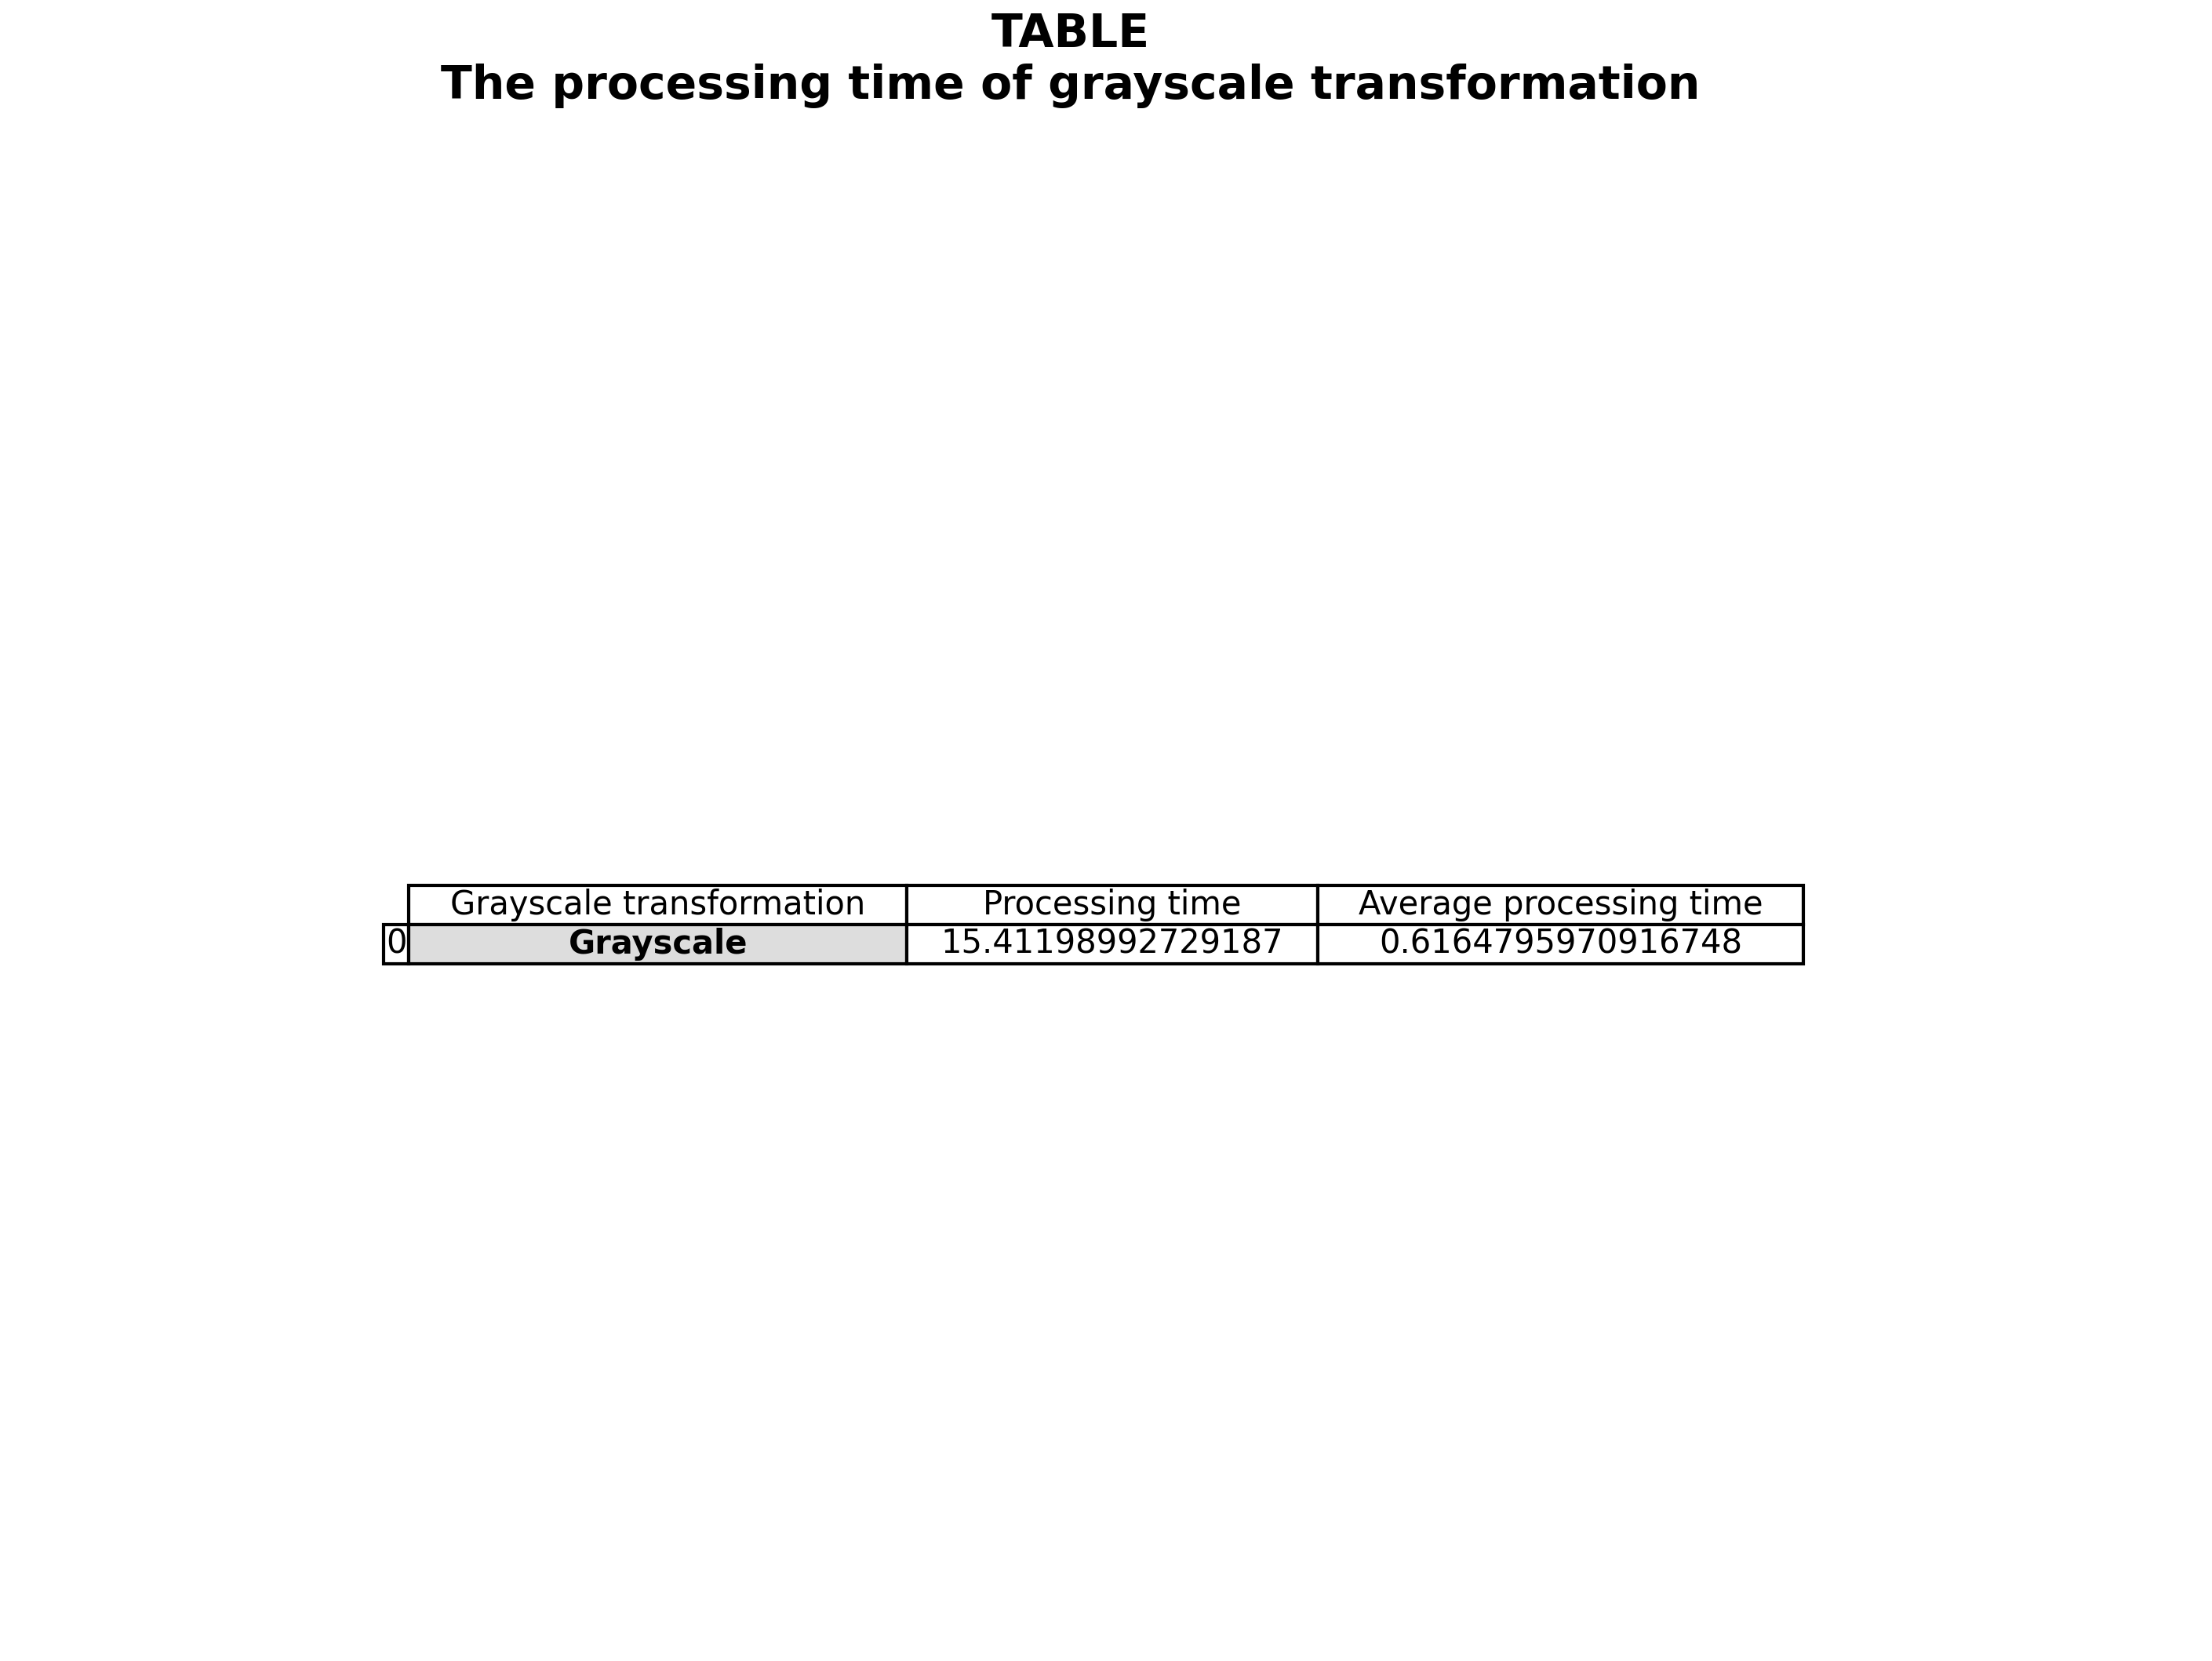 TABLE
The processing time of grayscale transformation
Grayscale transformation Processing time Average processing time
0 Grayscale 15.41198992729187 0.6164795970916748